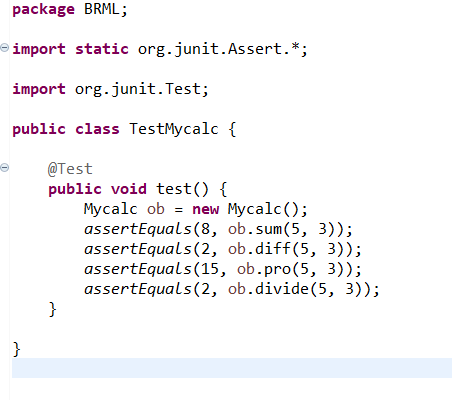 package BRML;
import static org.junit.Assert.*;
import org.junit.Test;
public class TestMycalc {
@Test
public void test() {
Mycalc ob = new Mycalc();
assertEquals(8, ob.sum(5, 3));
assertEquals(2, ob.diff(5, 3));
assertEquals(15, ob.pro(5, 3));
assertEquals(2, ob.divide(5, 3));
}
}